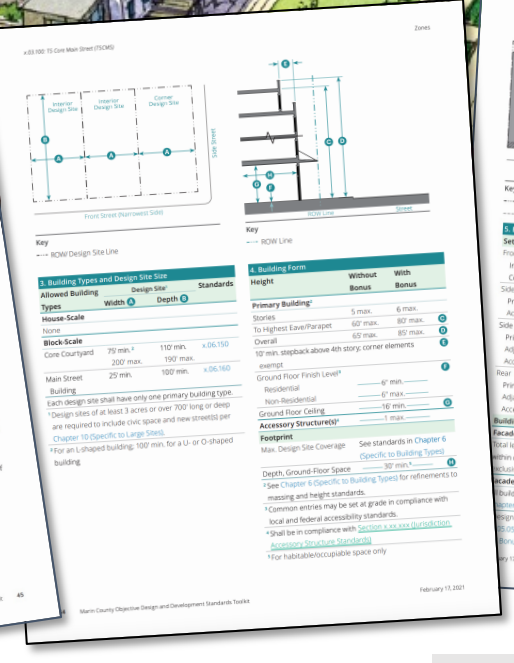 x.03.100: T5 Core Main Street (T5CMS)
Zones
Interior
Design Site
Interior
Design Site
Corner
Design Site
B
A
A
A
Side Street
Front Street (Narrowest Side)
E
C
D
H
G
F
ROW Line
Street
Key
ROW/ Design Site Line
Key
ROW Line
3. Building Types and Design Site Size
Allowed Building
Types
Design Site¹
Width A
Depth B
Standards
House-Scale
None
Block-Scale
Core Courtyard 75' min.² 110' min. x.06.150
200' max. 190' max.
Main Street 25' min. 100' min. x.06.160
Building
Each design site shall have only one primary building type.
¹ Design sites of at least 3 acres or over 700' long or deep
are required to include civic space and new street(s) per
Chapter 10 (Specific to Large Sites).
² For an L-shaped building; 100' min. for a U- or O-shaped
building
4. Building Form
Height
Without
Bonus
With
Bonus
Primary Building²
Stories 5 max. 6 max.
To Highest Eave/Parapet 60' max. 80' max. C
Overall 65' max. 85' max. D
10' min. stepback above 4th story; corner elements E
exempt
Ground Floor Finish Level³ F
Residential 6" min.
Non-Residential 6" max.
Ground Floor Ceiling 16' min. G
Accessory Structure(s)⁴ 1 max.
Footprint
Max. Design Site Coverage See standards in Chapter 6
(Specific to Building Types)
Depth, Ground-Floor Space 30' min.⁵ H
² See Chapter 6 (Specific to Building Types) for refinements to
massing and height standards.
³ Common entries may be set at grade in compliance with
local and federal accessibility standards.
⁴ Shall be in compliance with Section x.xx.xxx (Jurisdiction,
Accessory Structure Standards)
⁵ For habitable/occupiable space only
Marin County Objective Design and Development Standards Toolkit
February 17, 2021
45